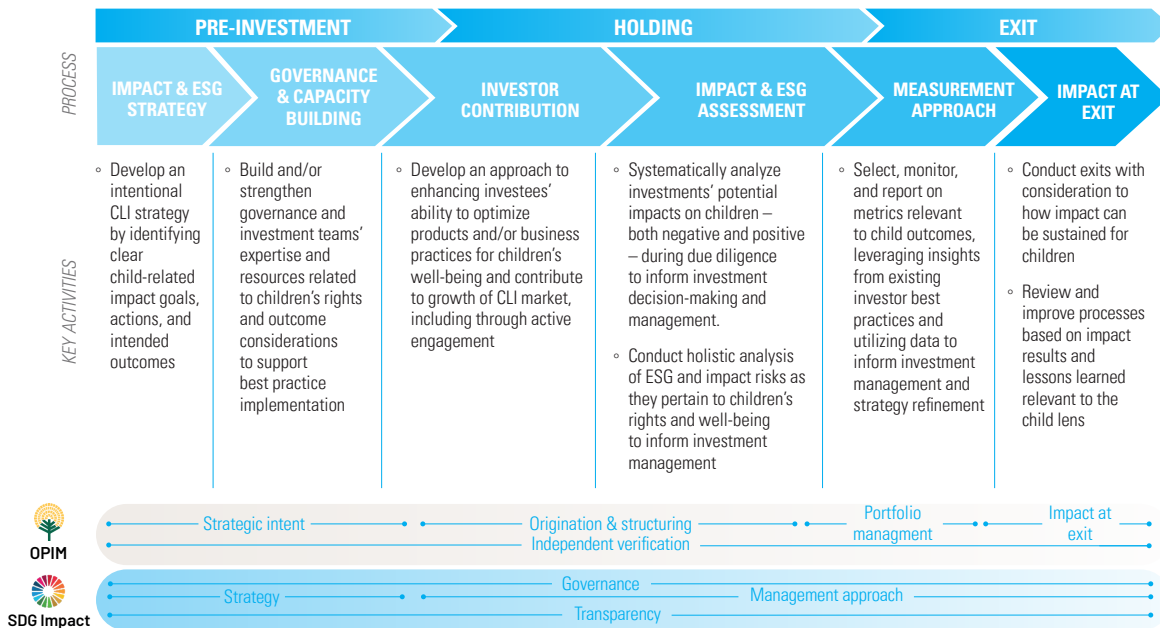 PRE-INVESTMENT
HOLDING
EXIT
PROCESS
IMPACT & ESG
STRATEGY
GOVERNANCE
& CAPACITY
BUILDING
INVESTOR
CONTRIBUTION
IMPACT & ESG
ASSESSMENT
MEASUREMENT
APPROACH
IMPACT AT
EXIT
KEY ACTIVITIES
◦ Develop an
intentional
CLI strategy
by identifying
clear
child-related
impact goals,
actions, and
intended
outcomes
◦ Build and/or
strengthen
governance and
investment teams’
expertise and
resources related
to children’s rights
and outcome
considerations
to support
best practice
implementation
◦ Develop an approach to
enhancing investees’
ability to optimize
products and/or business
practices for children’s
well-being and contribute
to growth of CLI market,
including through active
engagement
◦ Systematically analyze
investments’ potential
impacts on children –
both negative and positive
– during due diligence
to inform investment
decision-making and
management.
◦ Conduct holistic analysis
of ESG and impact risks as
they pertain to children’s
rights and well-being
to inform investment
management
◦ Select, monitor,
and report on
metrics relevant
to child outcomes,
leveraging insights
from existing
investor best
practices and
utilizing data to
inform investment
management and
strategy refinement
◦ Conduct exits with
consideration to
how impact can
be sustained for
children
◦ Review and
improve processes
based on impact
results and
lessons learned
relevant to the
child lens
OPIM
Strategic intent
Origination & structuring
Portfolio
managment
Impact at
exit
Independent verification
SDG Impact
Governance
Strategy
Management approach
Transparency